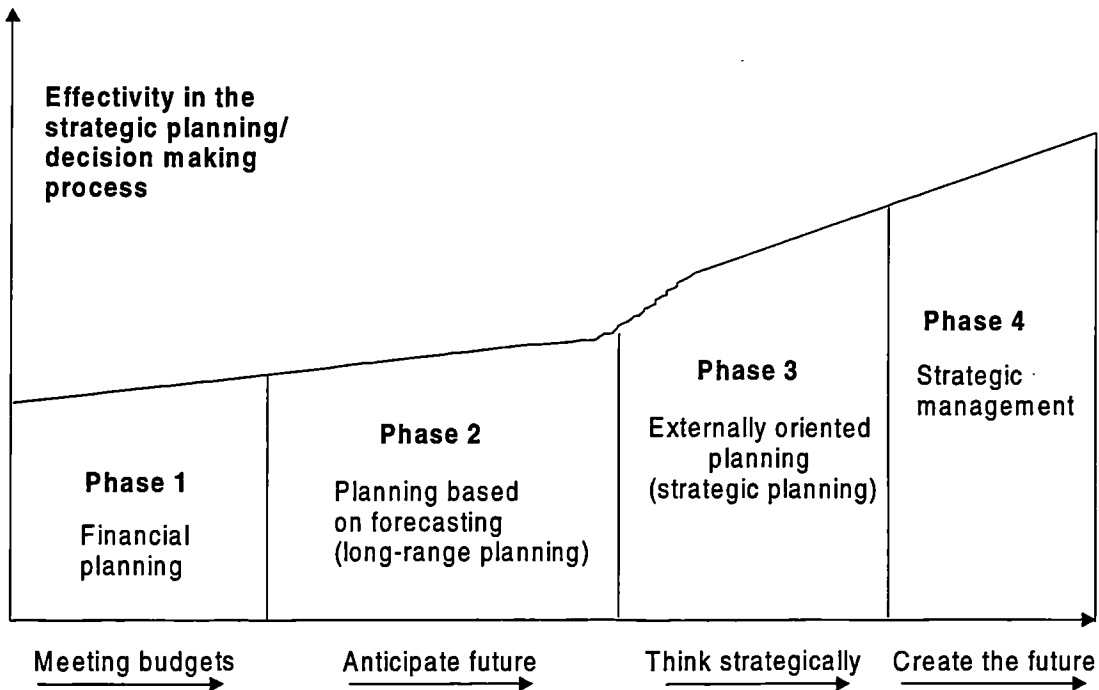 Effectivity in the
strategic planning/
decision making
process
Phase 1
Financial
planning
Phase 2
Planning based
on forecasting
(long-range planning)
Phase 3
Externally oriented
planning
(strategic planning)
Phase 4
Strategic
management
Meeting budgets
Anticipate future
Think strategically
Create the future